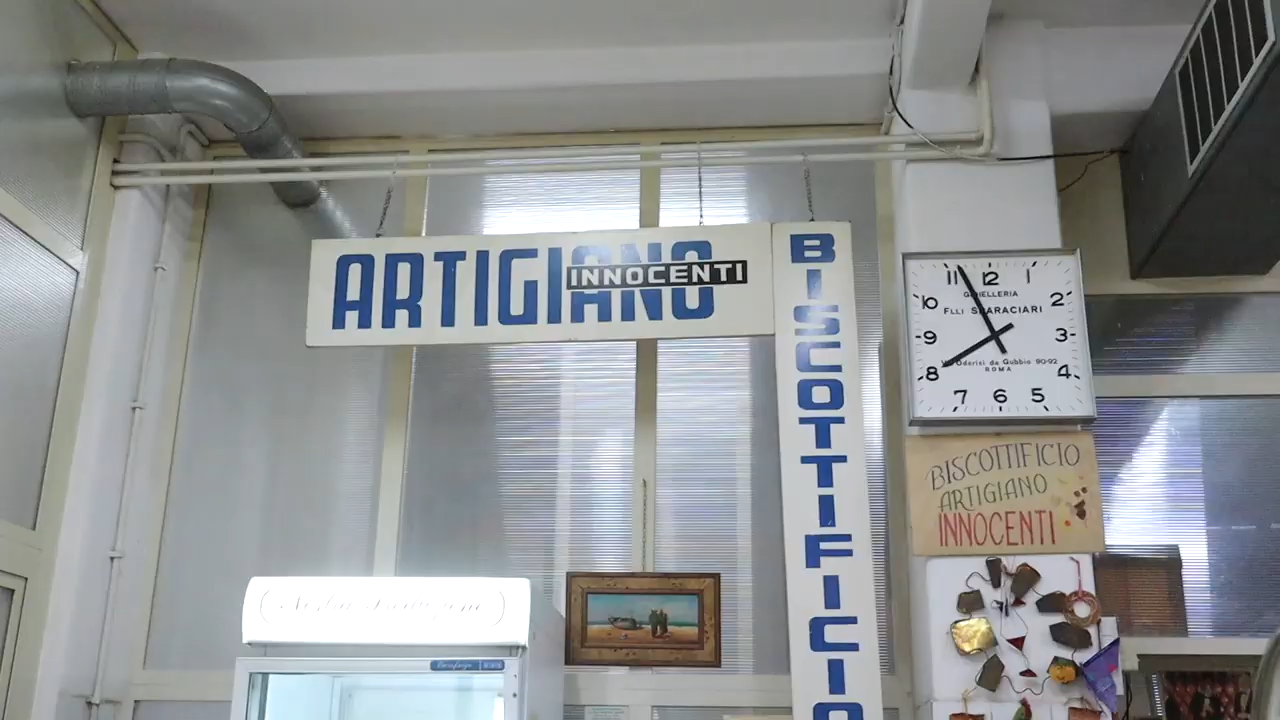 ARTIGIANO
INNOCENTI
BISCOTTIFICIO
11 12 1
10 2
9 3
8 4
7 6 5
GIOIELLERIA
F.LLI SBARACIARI
Via Oderisi da Gubbio 90-92
ROMA
BISCOTTIFICIO
ARTIGIANO
INNOCENTI